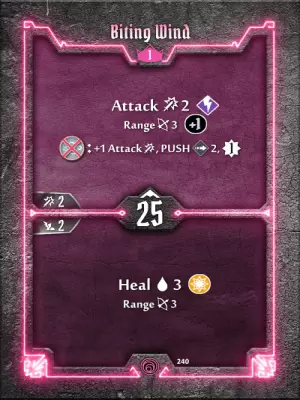 Biting Wind
1
Attack 2
Range 3 +1
: +1 Attack, PUSH 2, 1
2
25
2
Heal 3
Range 3
240